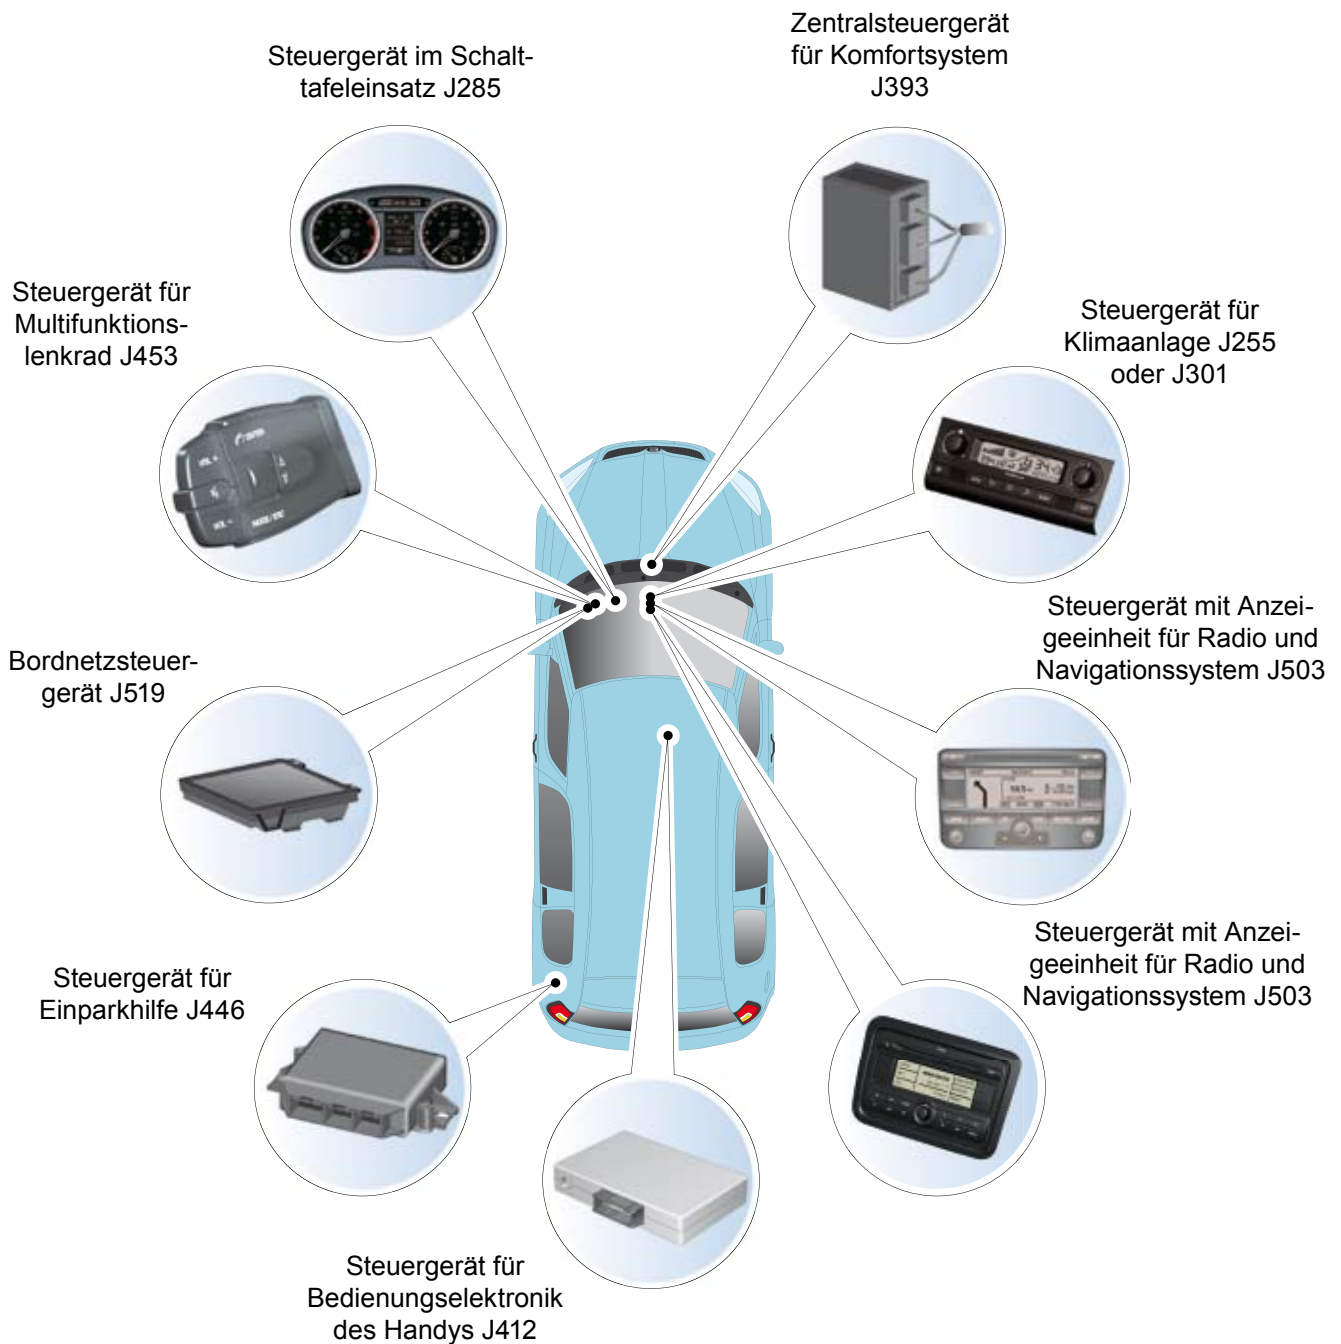 Zentralsteuergerät
für Komfortsystem
J393
Steuergerät im Schalt-
tafeleinsatz J285
Steuergerät für
Multifunktions-
lenkrad J453
Steuergerät für
Klimaanlage J255
oder J301
Steuergerät mit Anzei-
geeinheit für Radio und
Navigationssystem J503
Bordnetzsteuer-
gerät J519
Steuergerät mit Anzei-
geeinheit für Radio und
Navigationssystem J503
Steuergerät für
Einparkhilfe J446
Steuergerät für
Bedienungselektronik
des Handys J412